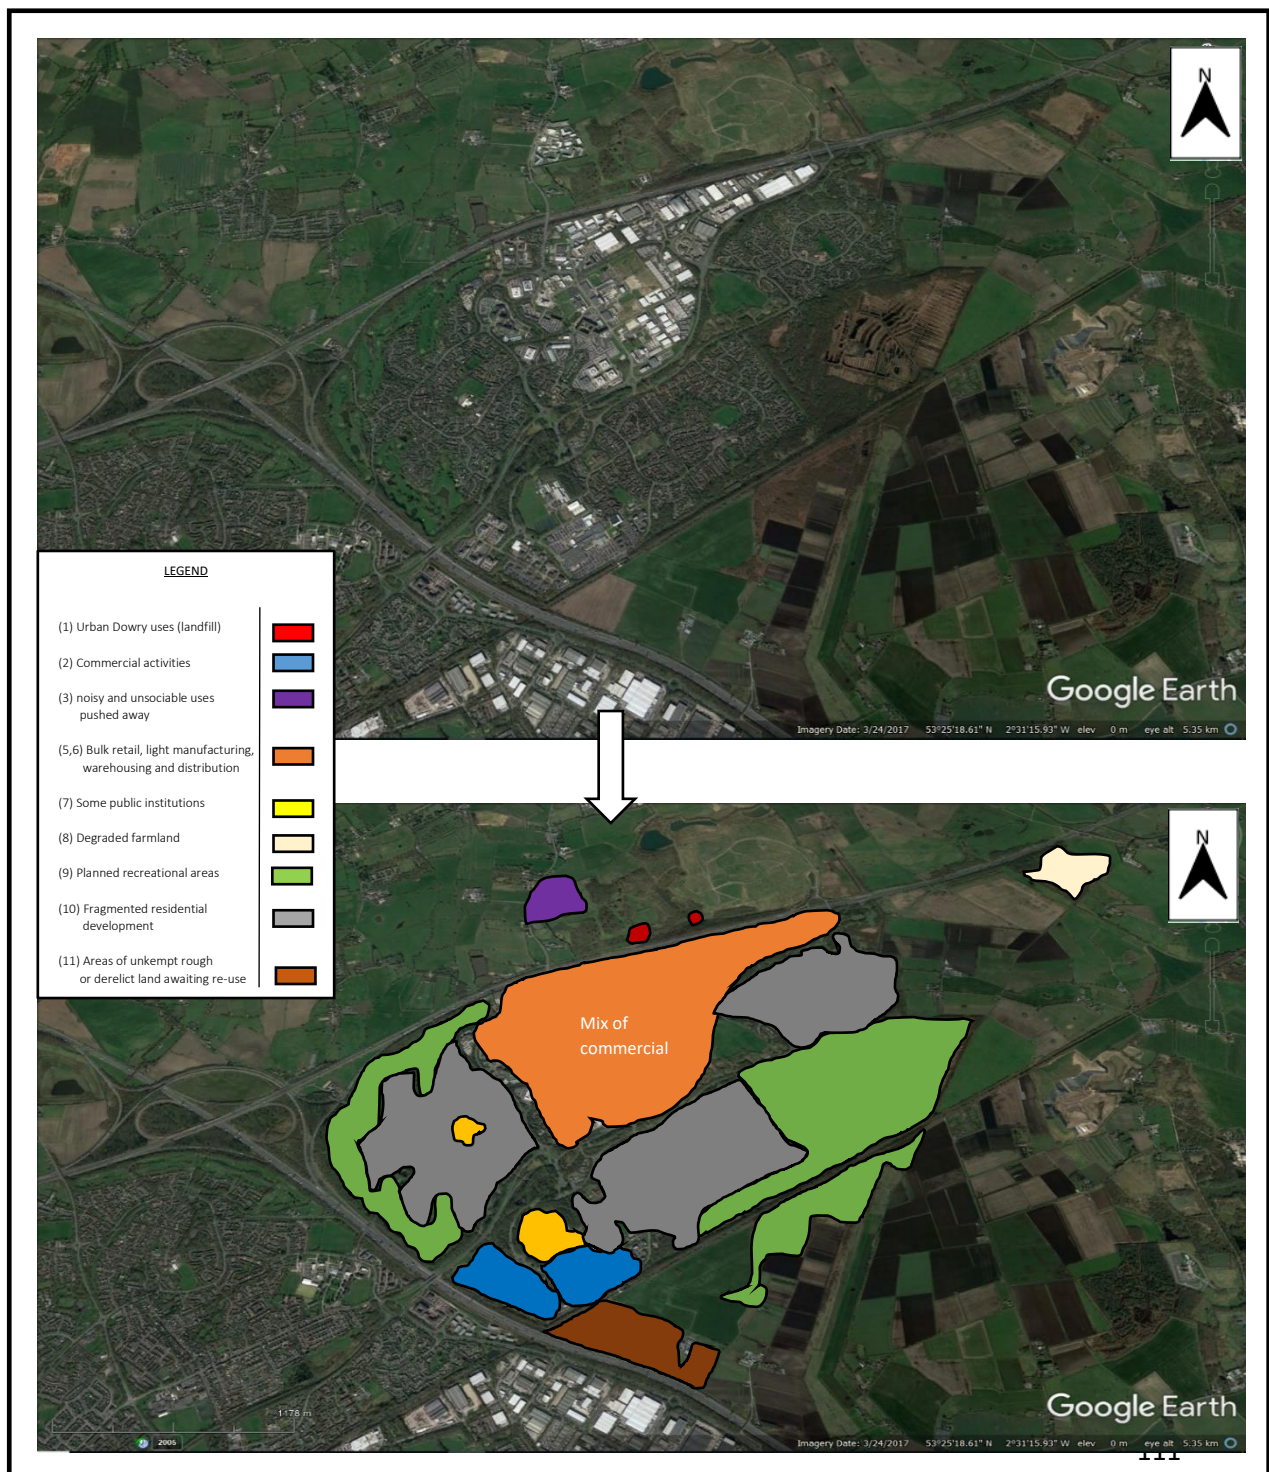 N
LEGEND
(1) Urban Dowry uses (landfill)
(2) Commercial activities
(3) noisy and unsociable uses
pushed away
(5,6) Bulk retail, light manufacturing,
warehousing and distribution
(7) Some public institutions
(8) Degraded farmland
(9) Planned recreational areas
(10) Fragmented residential
development
(11) Areas of unkempt rough
or derelict land awaiting re-use
Google Earth
Imagery Date: 3/24/2017 53°25'18.61" N 2°31'15.93" W elev 0 m eye alt 5.35 km
N
Mix of
commercial
Google Earth
1178 m
2005
Imagery Date: 3/24/2017 53°25'18.61" N 2°31'15.93" W elev 0 m eye alt 5.35 km
111